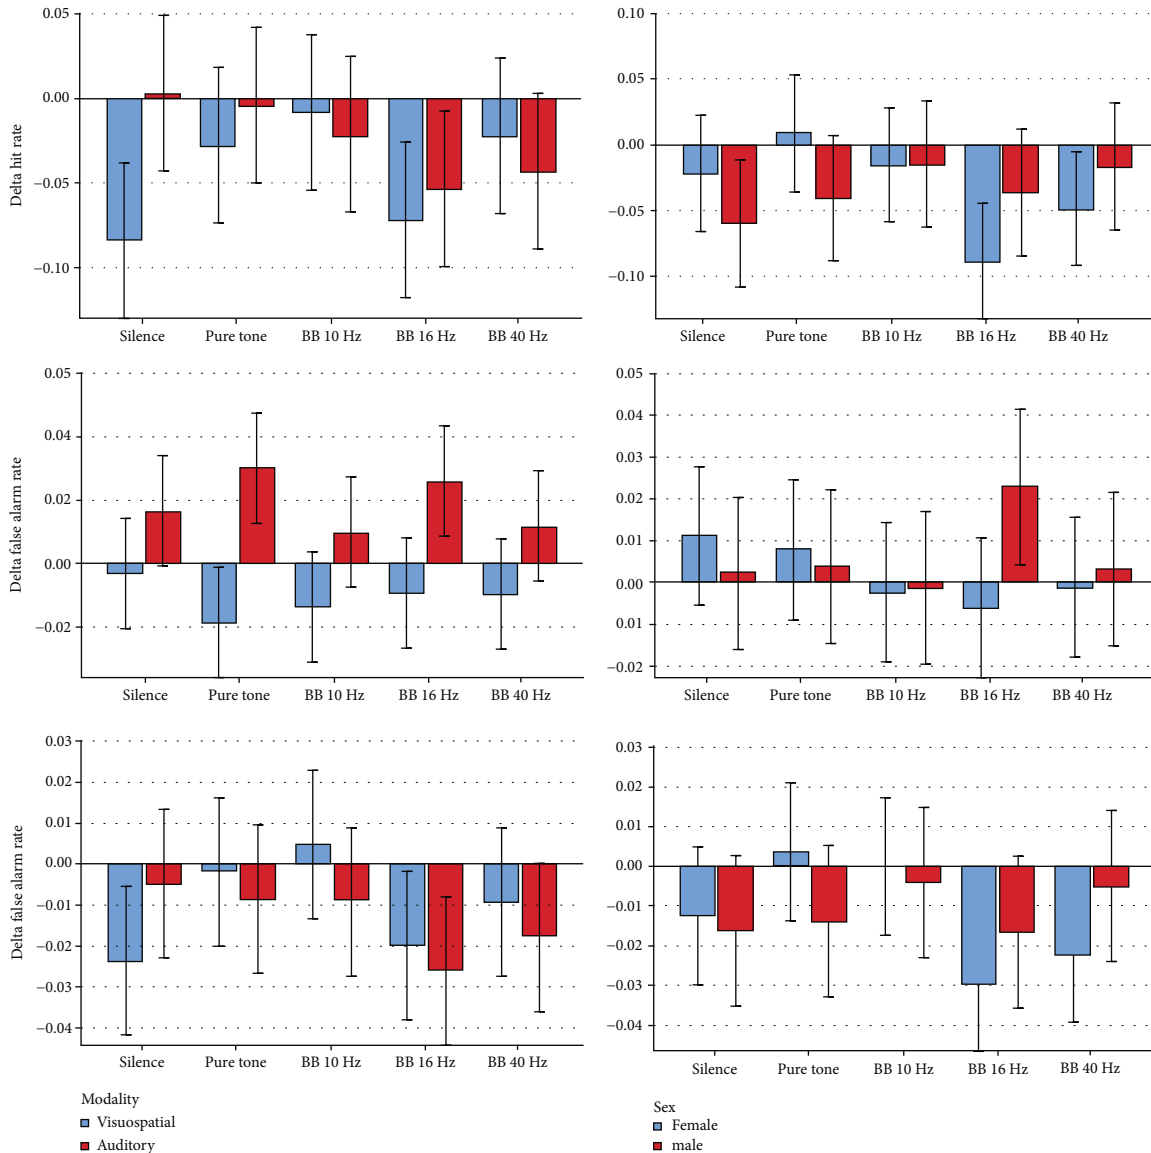 0.05
0.00
−0.05
−0.10
Delta hit rate
Silence Pure tone BB 10 Hz BB 16 Hz BB 40 Hz
0.10
0.05
0.00
−0.05
−0.10
Silence Pure tone BB 10 Hz BB 16 Hz BB 40 Hz
0.05
0.04
0.02
0.00
−0.02
Delta false alarm rate
Silence Pure tone BB 10 Hz BB 16 Hz BB 40 Hz
0.05
0.04
0.03
0.02
0.01
0.00
0.01
−0.02
Silence Pure tone BB 10 Hz BB 16 Hz BB 40 Hz
0.03
0.02
0.01
0.00
−0.01
−0.02
−0.03
−0.04
Delta false alarm rate
Silence Pure tone BB 10 Hz BB 16 Hz BB 40 Hz
0.03
0.02
0.01
0.00
−0.01
−0.02
−0.03
−0.04
Silence Pure tone BB 10 Hz BB 16 Hz BB 40 Hz
Modality
Visuospatial
Auditory
Sex
Female
male